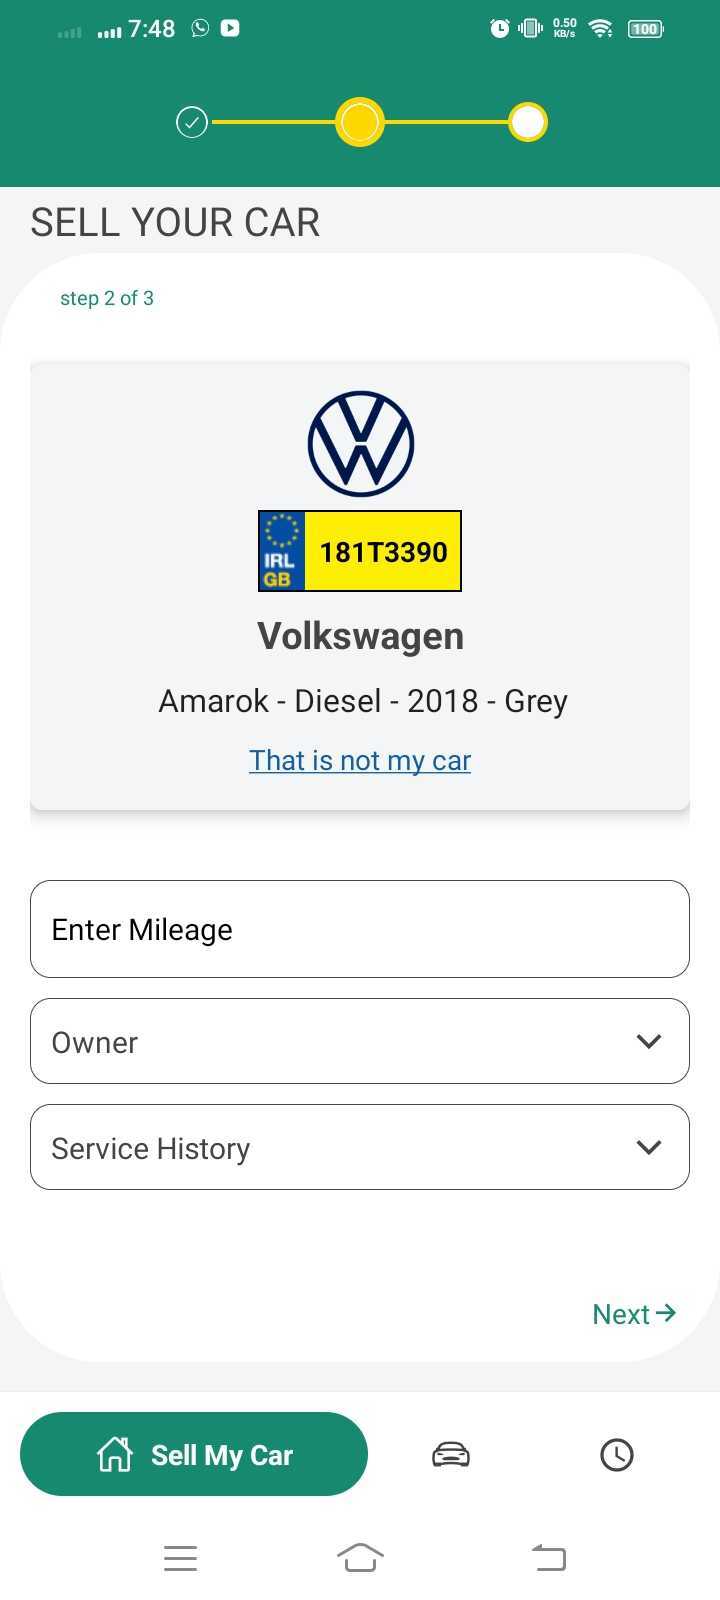 7:48
0.50
KB/s
100
SELL YOUR CAR
step 2 of 3
IRL
GB
181T3390
Volkswagen
Amarok - Diesel - 2018 - Grey
That is not my car
Enter Mileage
Owner
Service History
Next
Sell My Car